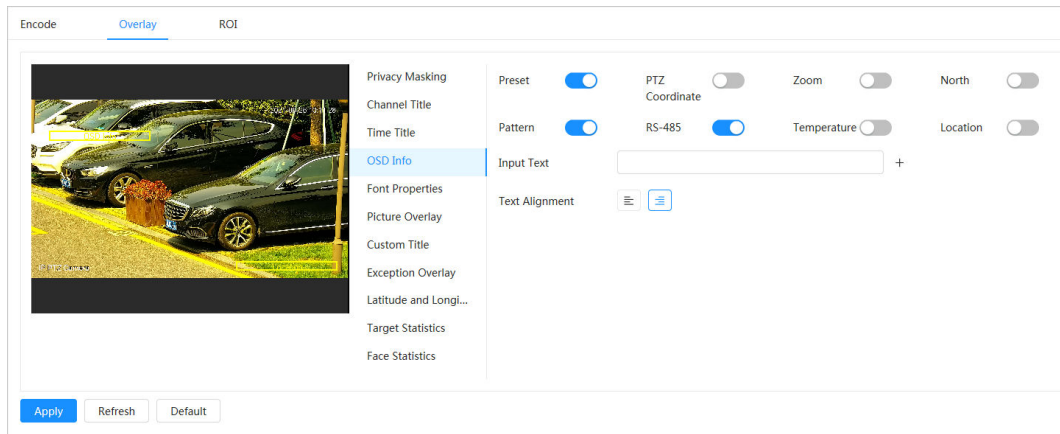 Encode
Overlay
ROI
Privacy Masking
Channel Title
Time Title
OSD Info
Font Properties
Picture Overlay
Custom Title
Exception Overlay
Latitude and Longi...
Target Statistics
Face Statistics
Preset
PTZ
Coordinate
Zoom
North
Pattern
RS-485
Temperature
Location
Input Text
+
Text Alignment
Apply
Refresh
Default